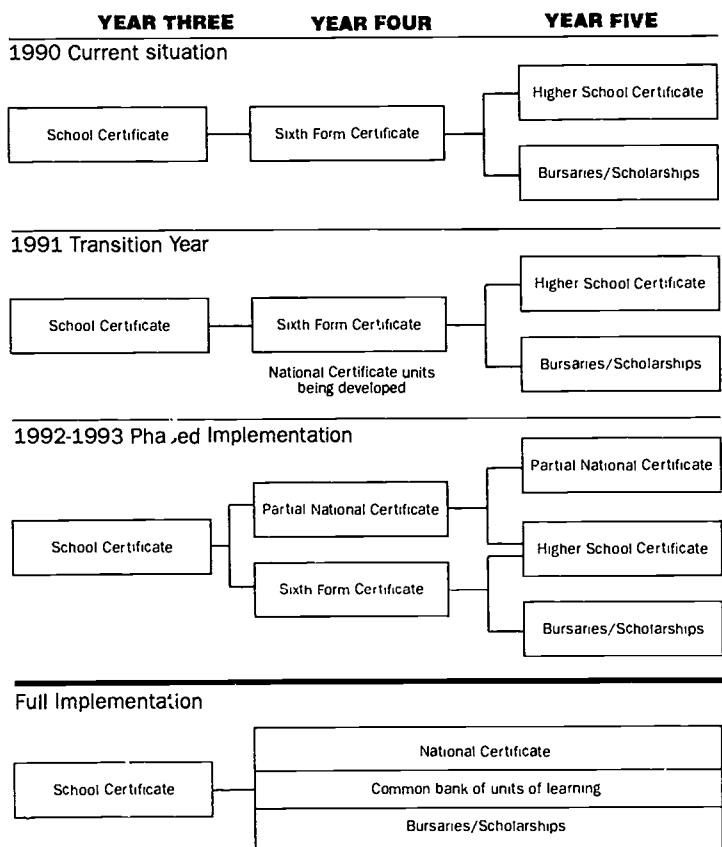 YEAR THREE YEAR FOUR YEAR FIVE
1990 Current situation
School Certificate
Sixth Form Certificate
Higher School Certificate
Bursaries/Scholarships
1991 Transition Year
School Certificate
Sixth Form Certificate
National Certificate units
being developed
Higher School Certificate
Bursaries/Scholarships
1992-1993 Phased Implementation
School Certificate
Partial National Certificate
Sixth Form Certificate
Partial National Certificate
Higher School Certificate
Bursaries/Scholarships
Full Implementation
School Certificate
National Certificate
Common bank of units of learning
Bursaries/Scholarships